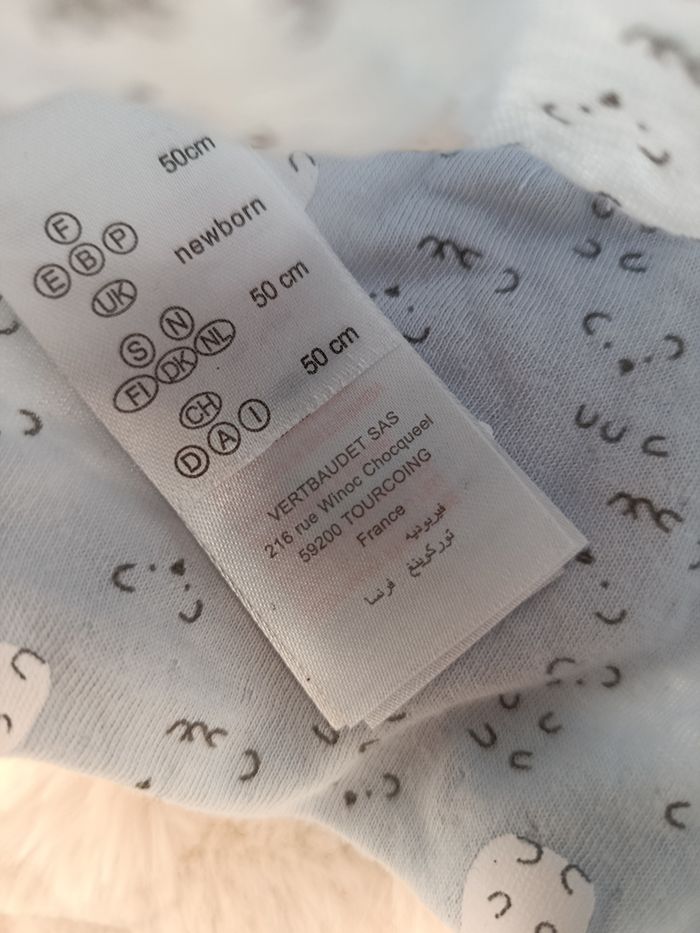 50cm
F
E B P
newborn
UK
S N
50 cm
FI DK NL
CH
50 cm
D A I
VERTBAUDET SAS
216 rue Winoc Chocqueel
59200 TOURCOING
France
فيربوديه
توركوينغ فرنسا